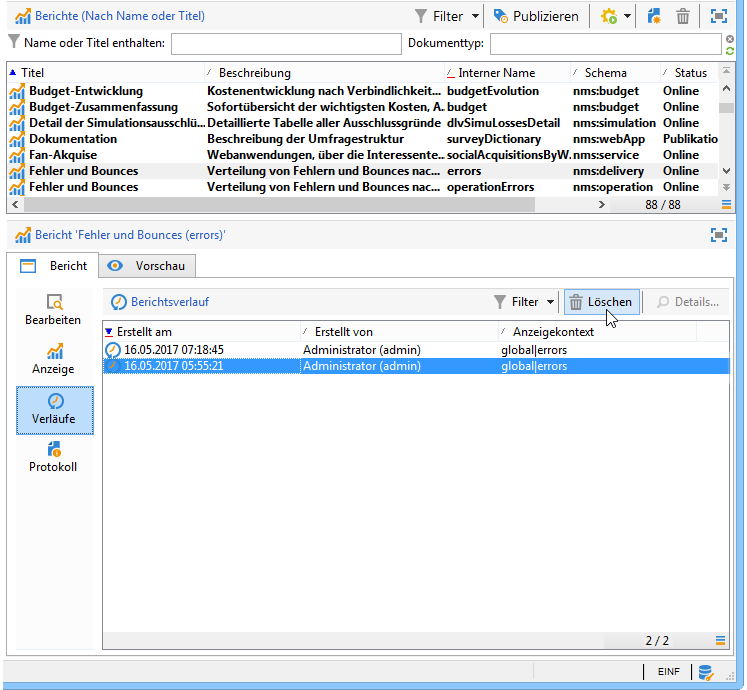 Berichte (Nach Name oder Titel) Filter Publizieren
Name oder Titel enthalten: Dokumenttyp:
Titel Beschreibung Interner Name Schema Status
Budget-Entwicklung Kostenentwicklung nach Verbindlichkeit... budgetEvolution nms:budget Online
Budget-Zusammenfassung Sofortübersicht der wichtigsten Kosten, A... budget nms:budget Online
Detail der Simulationsausschlü... Detaillierte Tabelle aller Ausschlussgründe dlvSimuLossesDetail nms:simulation Online
Dokumentation Beschreibung der Umfragestruktur surveyDictionary nms:webApp Publikatio
Fan-Akquise Webanwendungen, über die Interessente... socialAcquisitionsByW... nms:service Online
Fehler und Bounces Verteilung von Fehlern und Bounces nac... errors nms:delivery Online
Fehler und Bounces Verteilung von Fehlern und Bounces nac... operationErrors nms:operation Online
88 / 88
Bericht 'Fehler und Bounces (errors)'
Bericht Vorschau
Berichtsverlauf Filter Löschen Details...
Bearbeiten
Anzeige
Verläufe
Protokoll
Erstellt am Erstellt von Anzeigekontext
16.05.2017 07:18:45 Administrator (admin) global|errors
16.05.2017 05:55:21 Administrator (admin) global|errors
2 / 2
EINF